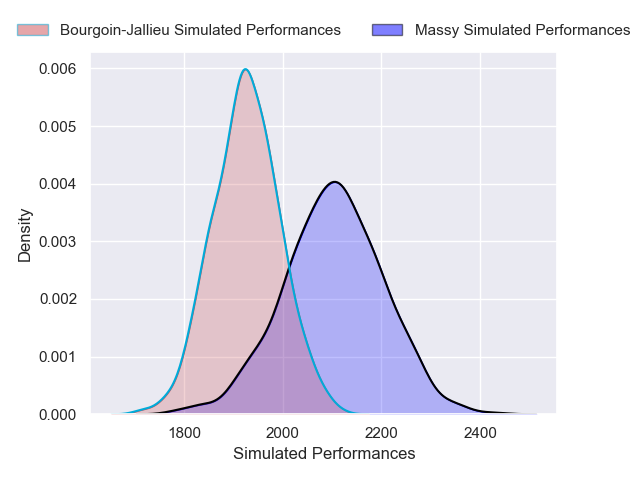 Bourgoin-Jallieu Simulated Performances
Massy Simulated Performances
0.006
0.005
0.004
0.003
0.002
0.001
0.000
Density
1800
2000
2200
2400
Simulated Performances